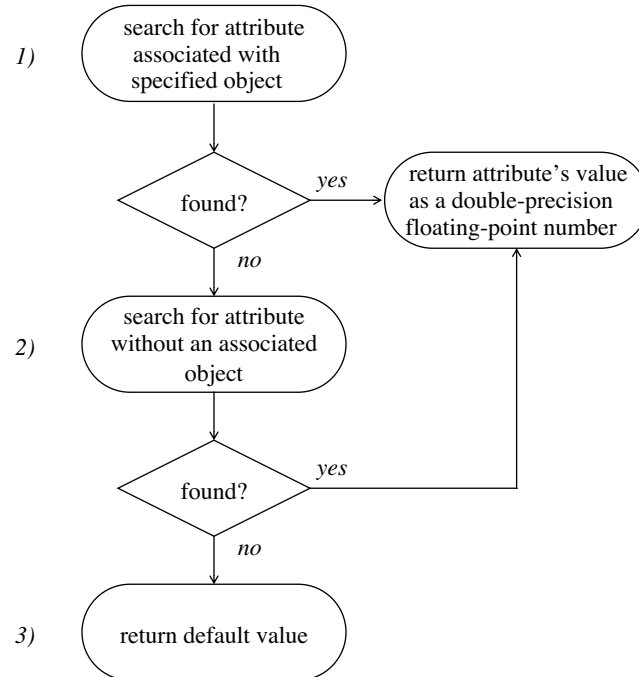 1)
search for attribute
associated with
specified object
found?
yes
return attribute's value
as a double-precision
floating-point number
no
2)
search for attribute
without an associated
object
found?
yes
no
3)
return default value